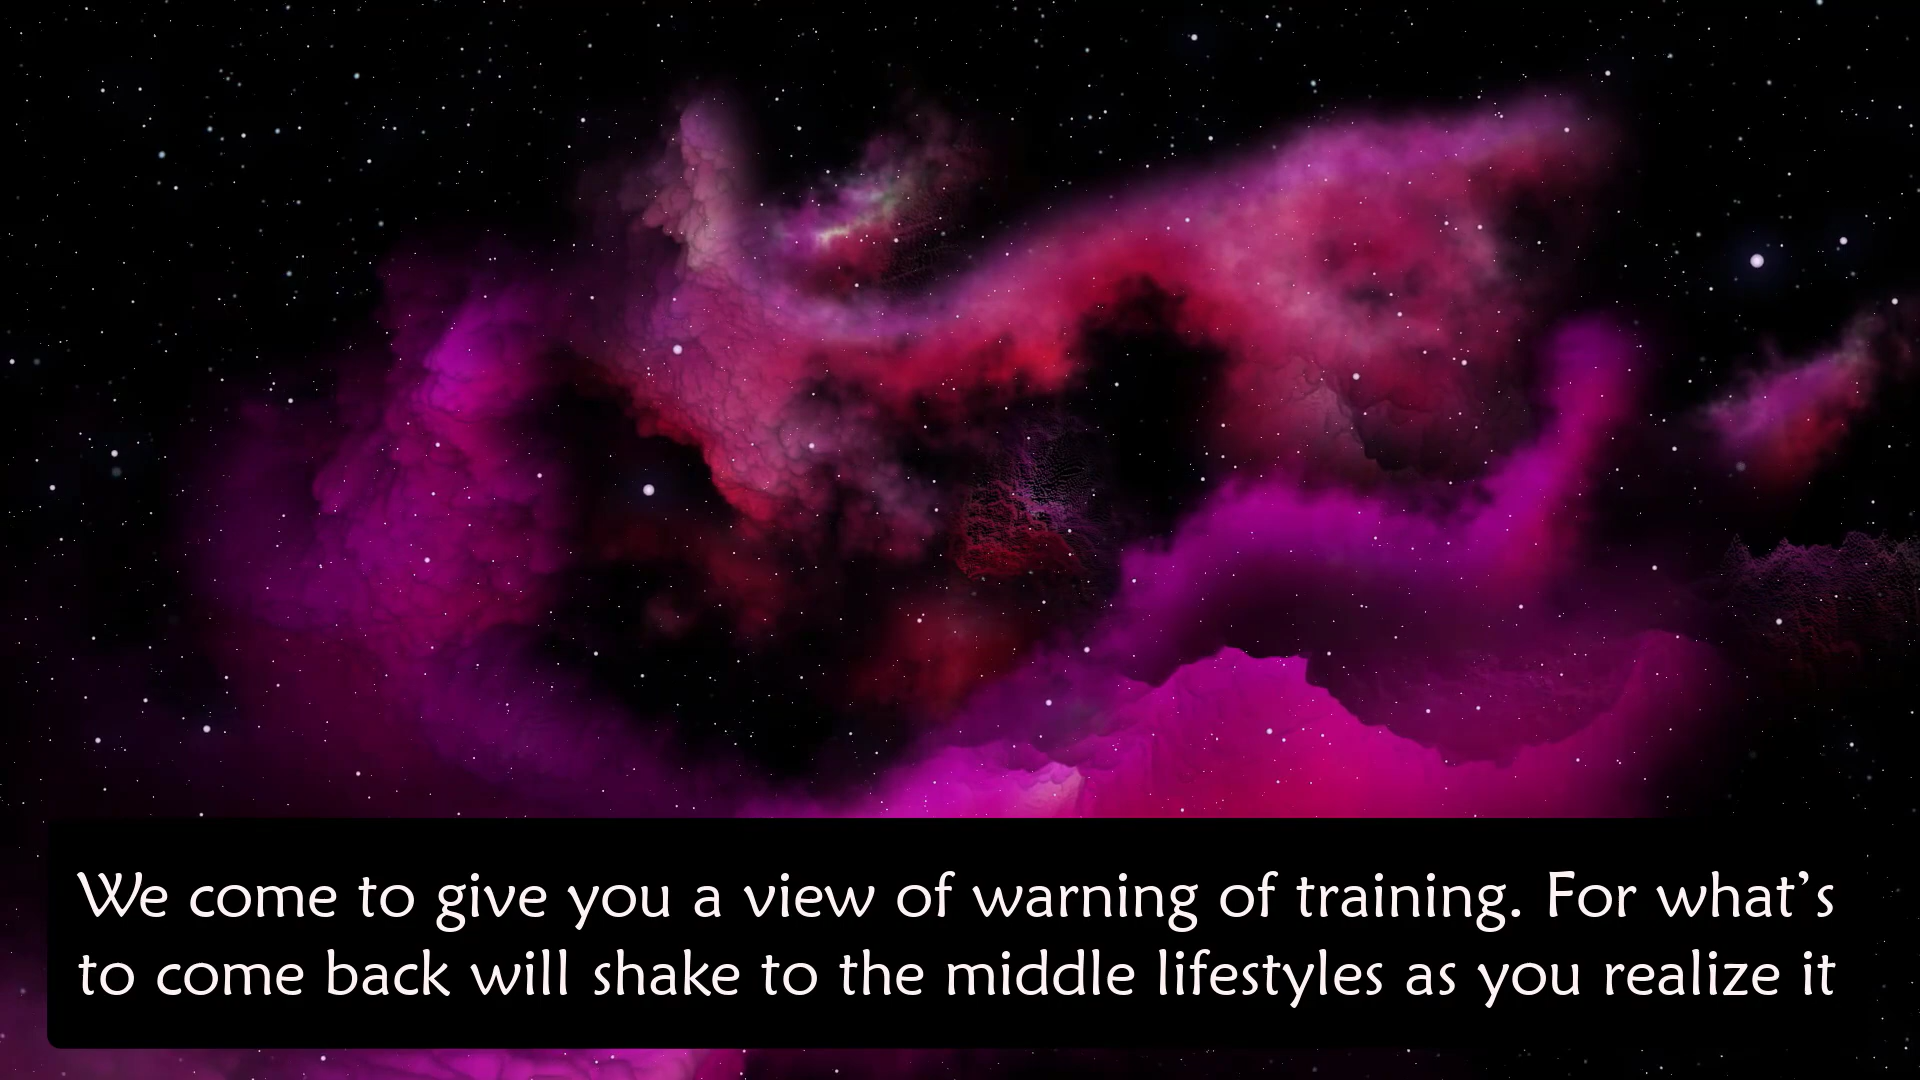 We come to give you a view of warning of training. For what’s
to come back will shake to the middle lifestyles as you realize it